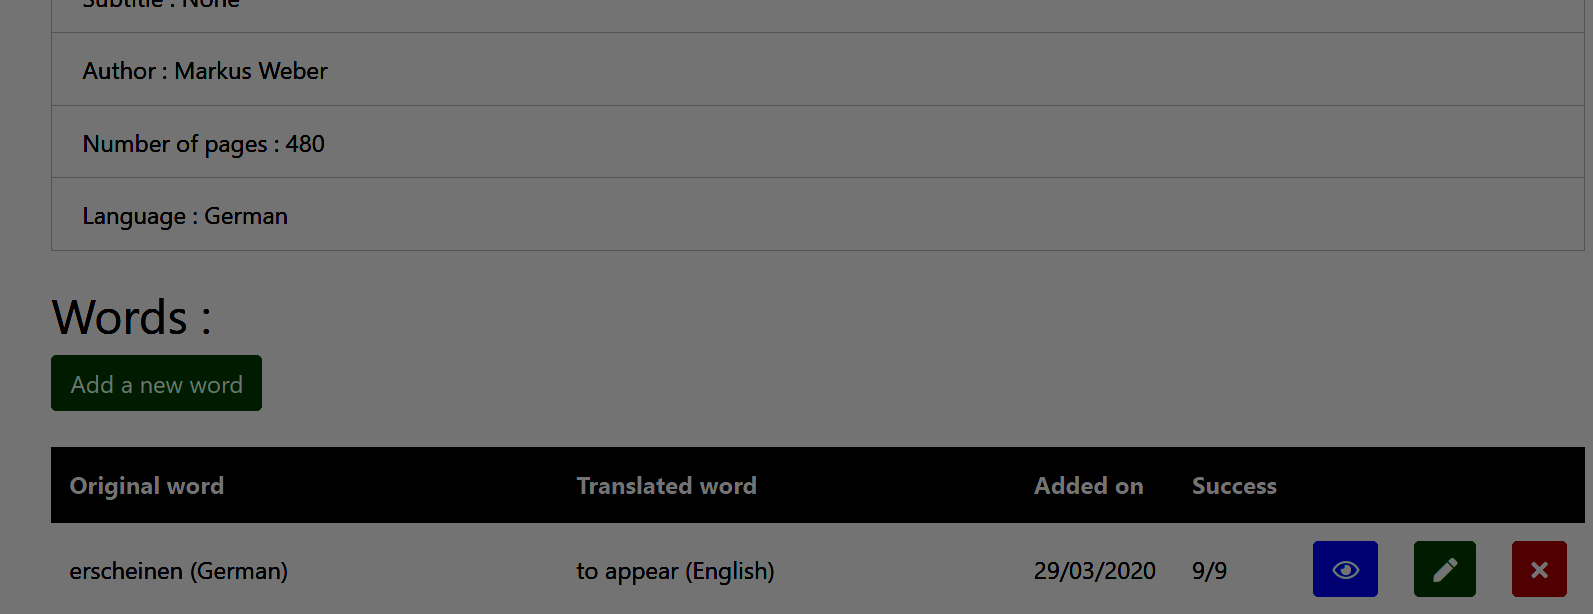 Subtitle : None
Author : Markus Weber
Number of pages : 480
Language : German
Words :
Add a new word
Original word Translated word Added on Success
erscheinen (German) to appear (English) 29/03/2020 9/9